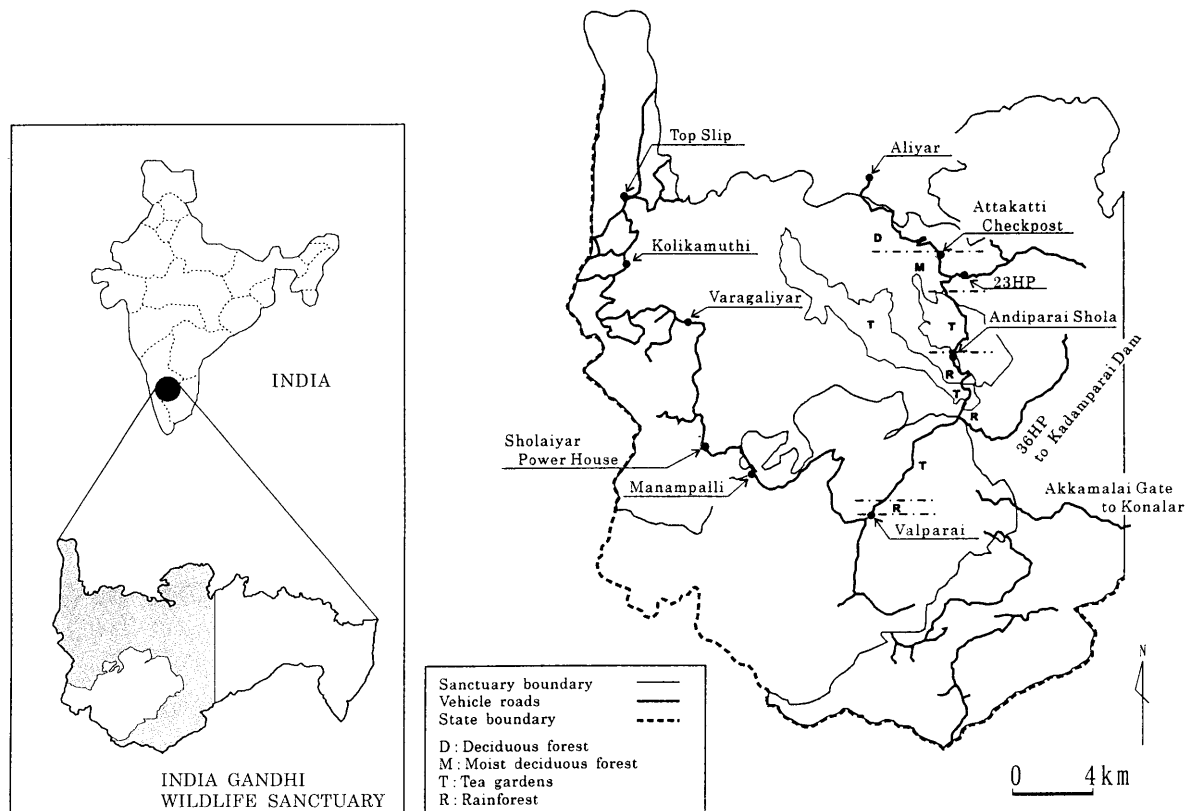 INDIA
INDIA GANDHI
WILDLIFE SANCTUARY
Top Slip
Aliyar
Attakatti
Checkpost
Kolikamuthi
23HP
Varagaliyar
Andiparai Shola
Sholaiyar
Power House
Manampalli
36HP
to Kadamparai Dam
Akkamalai Gate
to Konalar
Valparai
D
M
T
T
R
T
R
T
R
N
0 4km
Sanctuary boundary
Vehicle roads
State boundary
D : Deciduous forest
M : Moist deciduous forest
T : Tea gardens
R : Rainforest